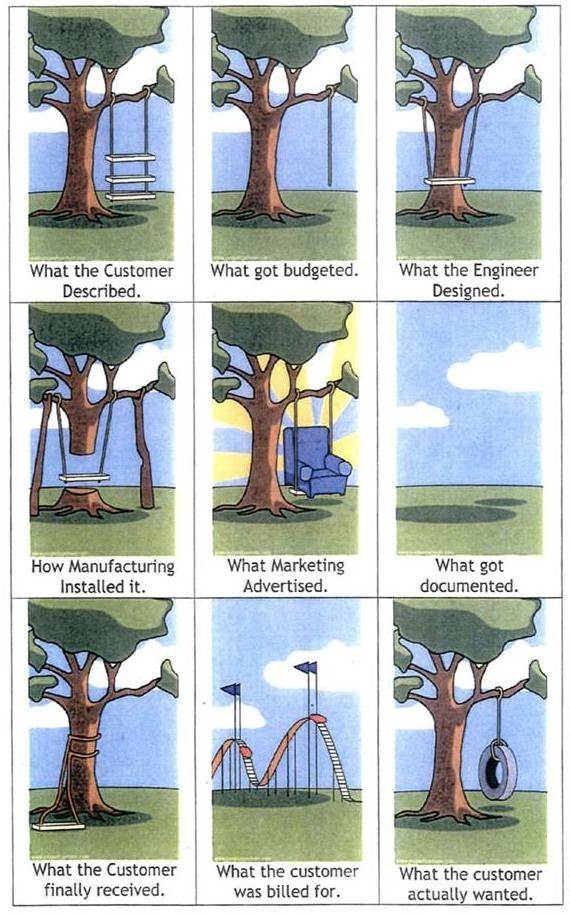 What the Customer
Described.
What got budgeted.
What the Engineer
Designed.
How Manufacturing
Installed it.
What Marketing
Advertised.
What got
documented.
What the Customer
finally received.
What the customer
was billed for.
What the customer
actually wanted.